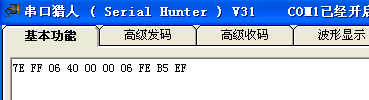 串口猎人 ( Serial Hunter ) V31 COM1已经开启
基本功能 高级发码 高级收码 波形显示
7E FF 06 40 00 00 06 FE B5 EF